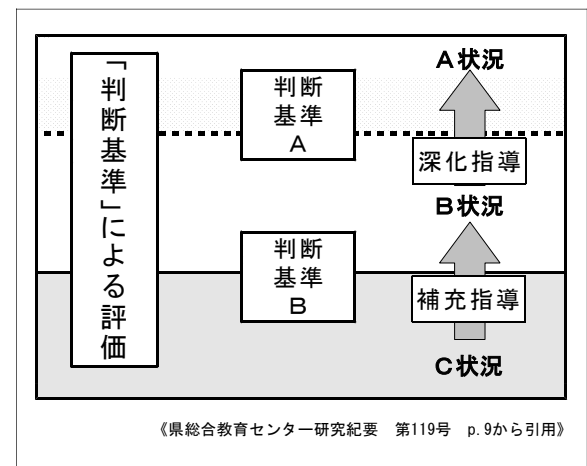 「判断基準」による評価
判断
基準
A
判断
基準
B
A状況
深化指導
B状況
補充指導
C状況
《県総合教育センター研究紀要 第119号 p.9から引用》